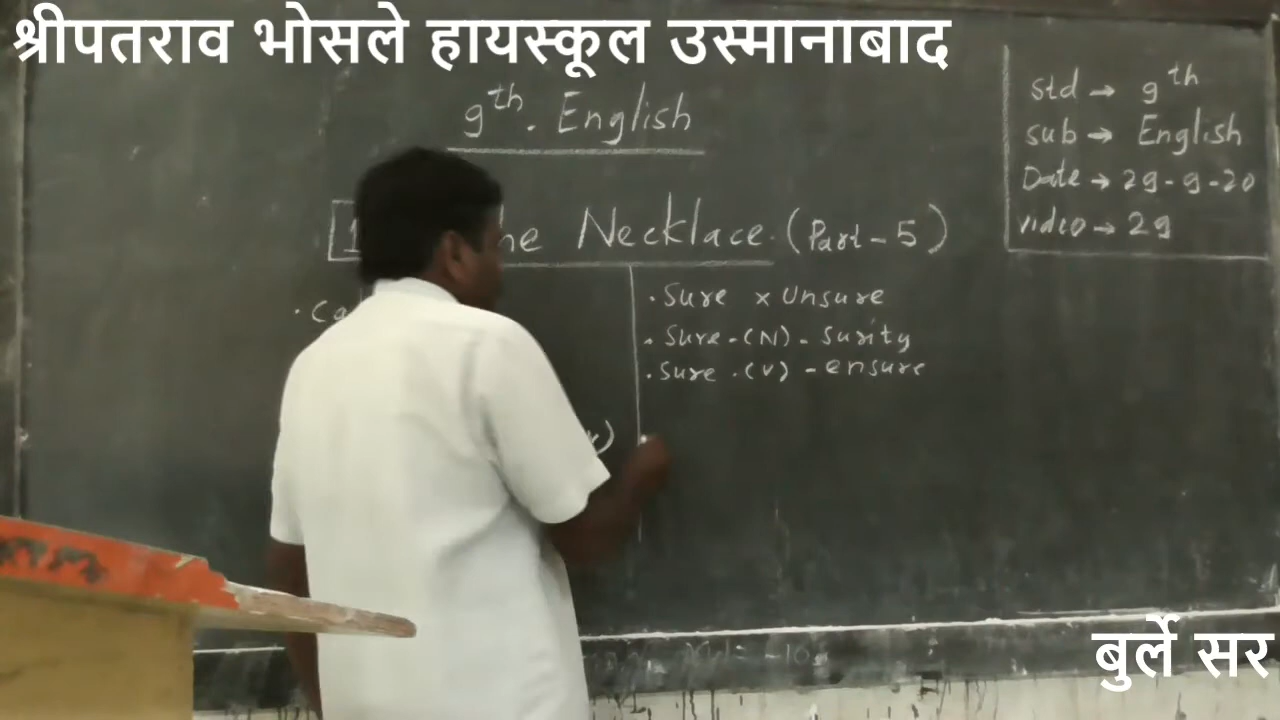 श्रीपतराव भोसले हायस्कूल उस्मानाबाद
9th. English
Necklace. (Part-5)
std → 9th
sub → English
Date → 29-9-20
video → 29
. Sure x Unsure
. Sure-(N)- Surity
. Sure .(V) - ensure
बुर्ले सर